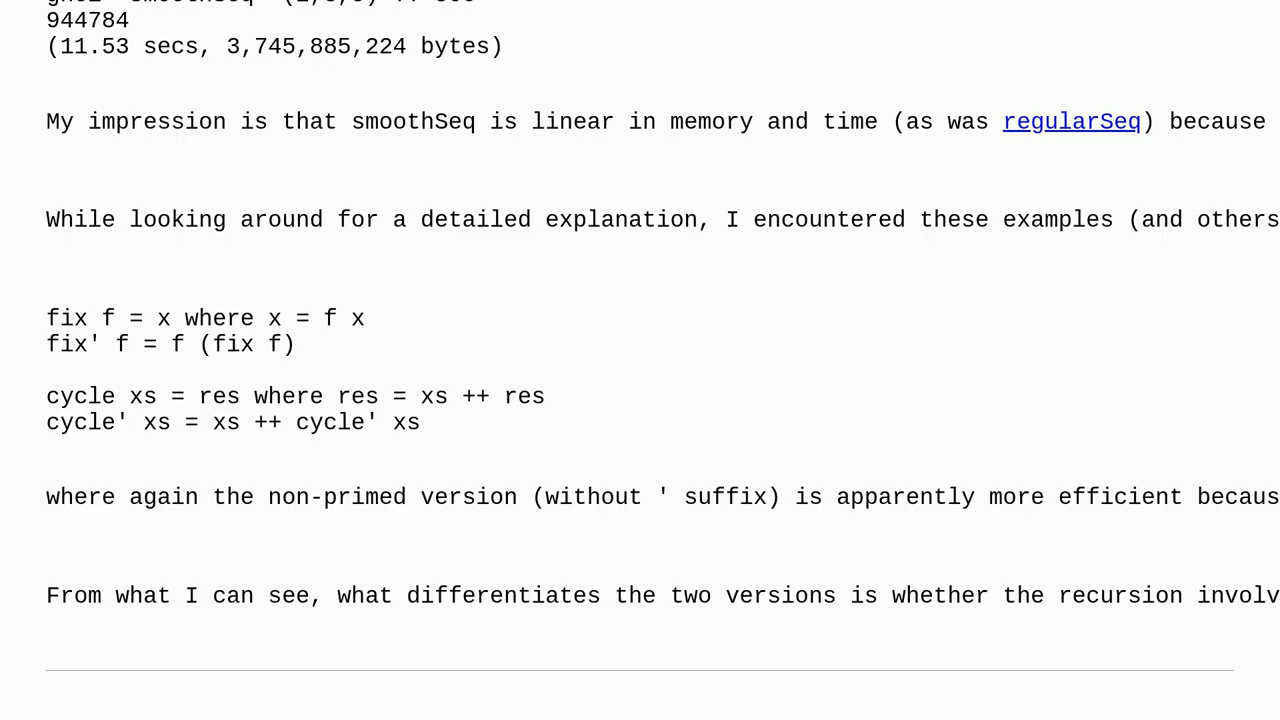 944784
(11.53 secs, 3,745,885,224 bytes)
My impression is that smoothSeq is linear in memory and time (as was regularSeq) because
While looking around for a detailed explanation, I encountered these examples (and others
fix f = x where x = f x
fix' f = f (fix f)
cycle xs = res where res = xs ++ res
cycle' xs = xs ++ cycle' xs
where again the non-primed version (without ' suffix) is apparently more efficient becaus
From what I can see, what differentiates the two versions is whether the recursion involv